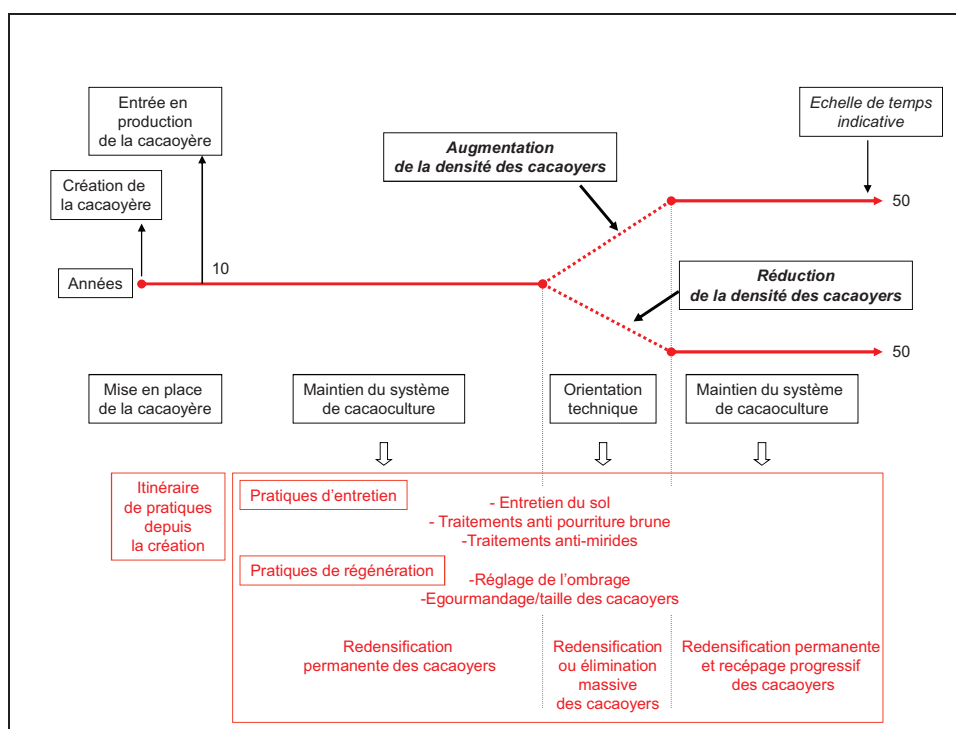 Entrée en
production
de la cacaoyère
Echelle de temps
indicative
Augmentation
de la densité des cacaoyers
Création de
la cacaoyère
50
Années
10
Réduction
de la densité des cacaoyers
50
Mise en place
de la cacaoyère
Maintien du système
de cacaoculture
Orientation
technique
Maintien du système
de cacaoculture
Itinéraire
de pratiques
depuis
la création
Pratiques d'entretien
- Entretien du sol
- Traitements anti pourriture brune
-Traitements anti-mirides
Pratiques de régénération
-Réglage de l'ombrage
-Egourmandage/taille des cacaoyers
Redensification
permanente des cacaoyers
Redensification
ou élimination
massive
des cacaoyers
Redensification permanente
et recépage progressif
des cacaoyers